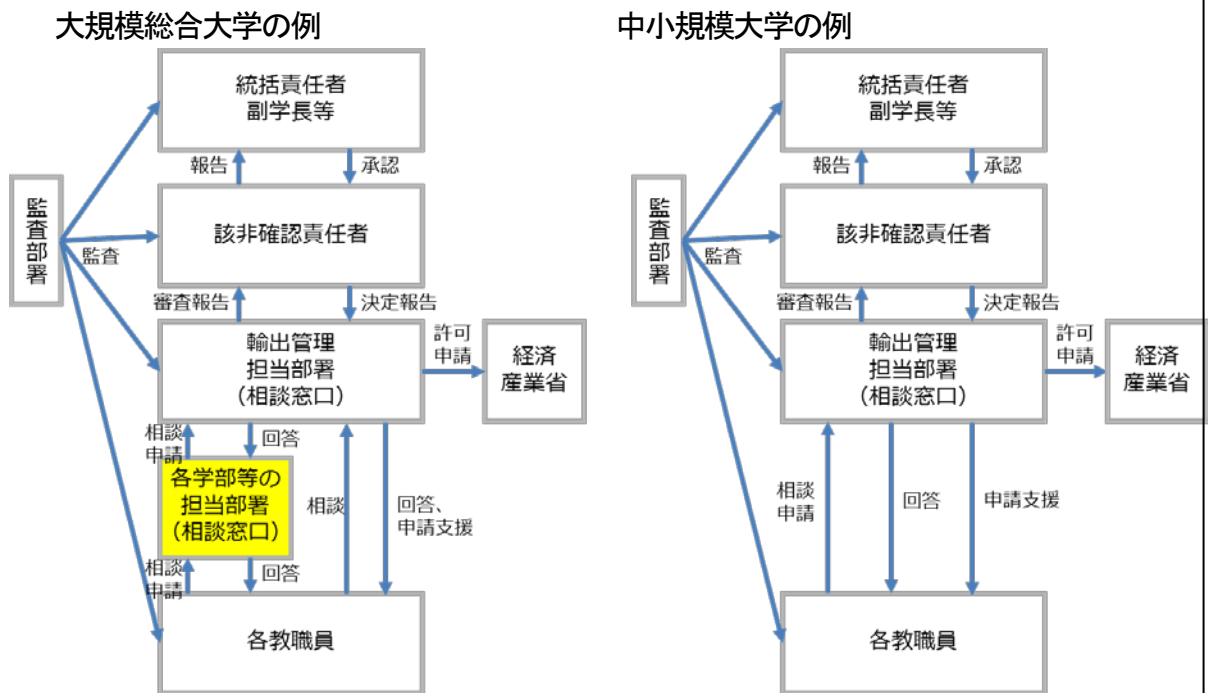 大規模総合大学の例
統括責任者
副学長等
報告
承認
監査部署
該非確認責任者
監査
審査報告
決定報告
輸出管理
担当部署
（相談窓口）
許可
申請
経済
産業省
相談
申請
回答
各学部等の
担当部署
（相談窓口）
相談
回答、
申請支援
相談
申請
回答
各教職員
中小規模大学の例
統括責任者
副学長等
報告
承認
監査部署
該非確認責任者
監査
審査報告
決定報告
輸出管理
担当部署
（相談窓口）
許可
申請
経済
産業省
相談
申請
回答
申請支援
各教職員